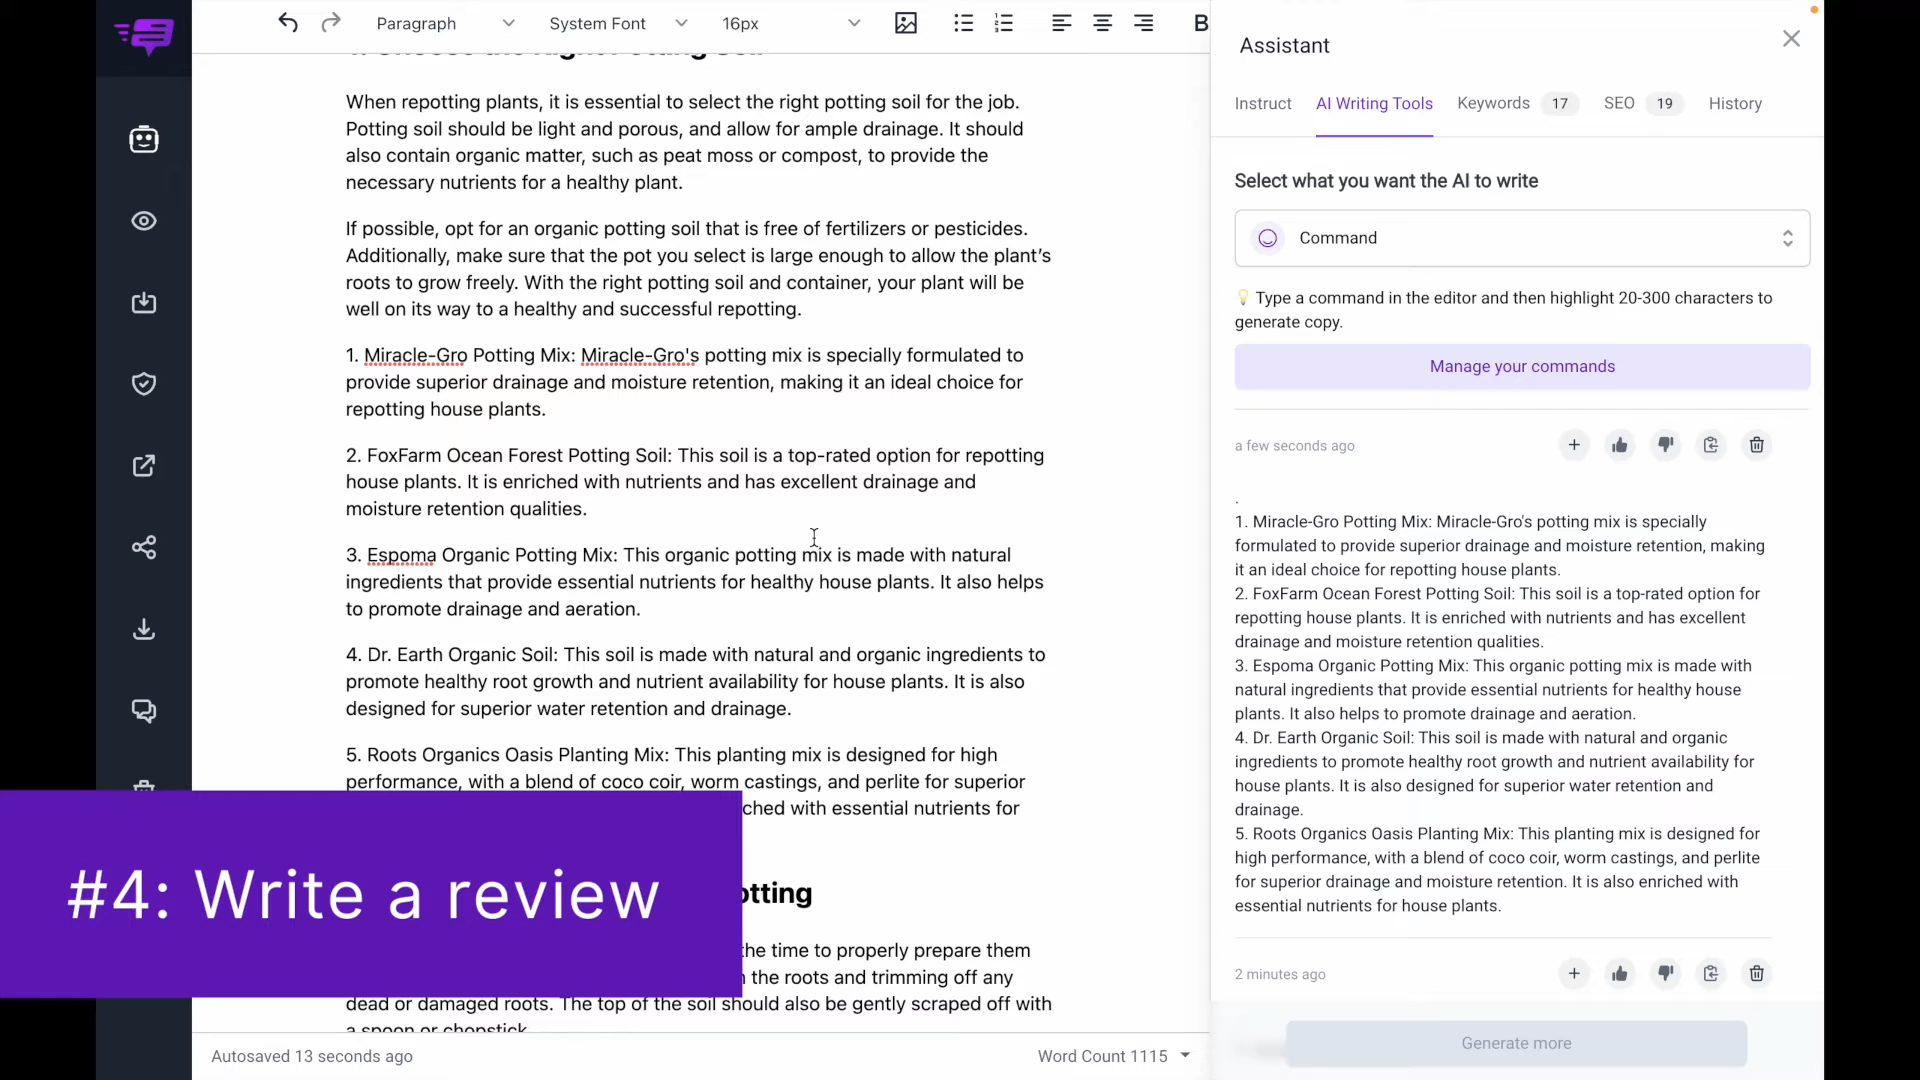 Paragraph
System Font
16px
B
1. Choose the Right Potting Soil
When repotting plants, it is essential to select the right potting soil for the job.
Potting soil should be light and porous, and allow for ample drainage. It should
also contain organic matter, such as peat moss or compost, to provide the
necessary nutrients for a healthy plant.
If possible, opt for an organic potting soil that is free of fertilizers or pesticides.
Additionally, make sure that the pot you select is large enough to allow the plant’s
roots to grow freely. With the right potting soil and container, your plant will be
well on its way to a healthy and successful repotting.
1. Miracle-Gro Potting Mix: Miracle-Gro's potting mix is specially formulated to
provide superior drainage and moisture retention, making it an ideal choice for
repotting house plants.
2. FoxFarm Ocean Forest Potting Soil: This soil is a top-rated option for repotting
house plants. It is enriched with nutrients and has excellent drainage and
moisture retention qualities.
3. Espoma Organic Potting Mix: This organic potting mix is made with natural
ingredients that provide essential nutrients for healthy house plants. It also helps
to promote drainage and aeration.
4. Dr. Earth Organic Soil: This soil is made with natural and organic ingredients to
promote healthy root growth and nutrient availability for house plants. It is also
designed for superior water retention and drainage.
5. Roots Organics Oasis Planting Mix: This planting mix is designed for high
performance, with a blend of coco coir, worm castings, and perlite for superior
ched with essential nutrients for
otting
the time to properly prepare them
the roots and trimming off any
dead or damaged roots. The top of the soil should also be gently scraped off with
a spoon or chopstick
#4: Write a review
Autosaved 13 seconds ago
Word Count 1115
Assistant
Instruct
AI Writing Tools
Keywords 17
SEO 19
History
Select what you want the AI to write
Command
Type a command in the editor and then highlight 20-300 characters to
generate copy.
Manage your commands
a few seconds ago
.
1. Miracle-Gro Potting Mix: Miracle-Gro's potting mix is specially
formulated to provide superior drainage and moisture retention, making
it an ideal choice for repotting house plants.
2. FoxFarm Ocean Forest Potting Soil: This soil is a top-rated option for
repotting house plants. It is enriched with nutrients and has excellent
drainage and moisture retention qualities.
3. Espoma Organic Potting Mix: This organic potting mix is made with
natural ingredients that provide essential nutrients for healthy house
plants. It also helps to promote drainage and aeration.
4. Dr. Earth Organic Soil: This soil is made with natural and organic
ingredients to promote healthy root growth and nutrient availability for
house plants. It is also designed for superior water retention and
drainage.
5. Roots Organics Oasis Planting Mix: This planting mix is designed for
high performance, with a blend of coco coir, worm castings, and perlite
for superior drainage and moisture retention. It is also enriched with
essential nutrients for house plants.
2 minutes ago
Generate more